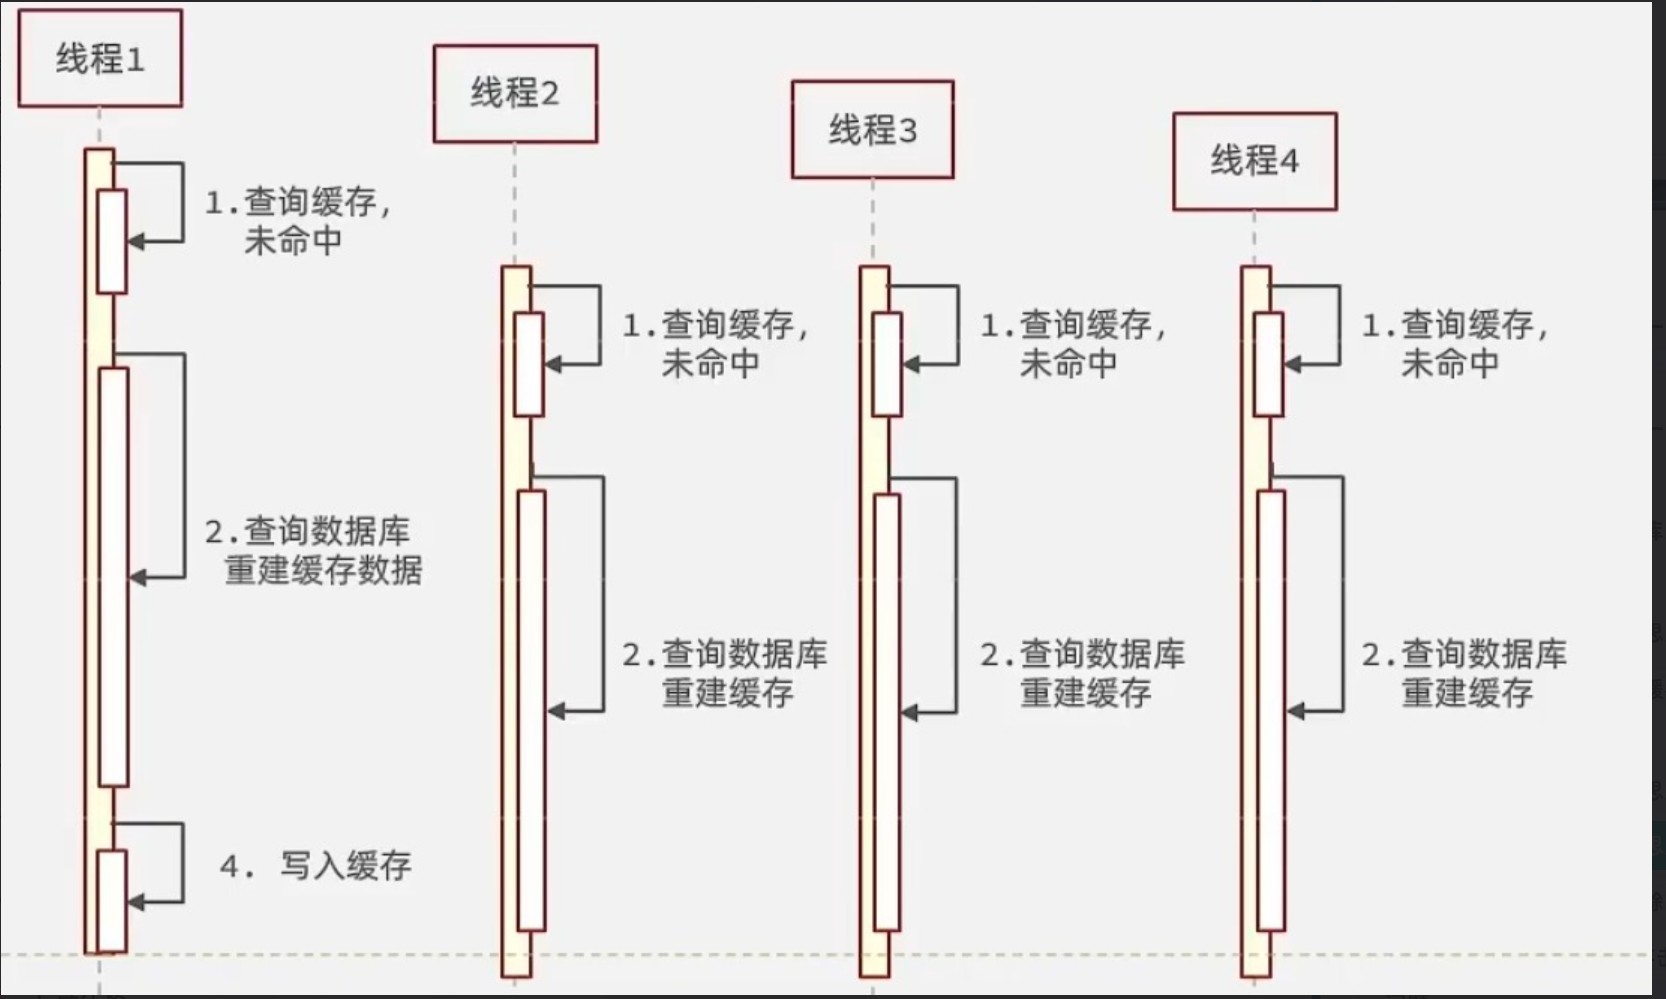 线程1
线程2
线程3
线程4
1.查询缓存,
未命中
2.查询数据库
重建缓存数据
4. 写入缓存
1.查询缓存,
未命中
2.查询数据库
重建缓存
1.查询缓存,
未命中
2.查询数据库
重建缓存
1.查询缓存,
未命中
2.查询数据库
重建缓存